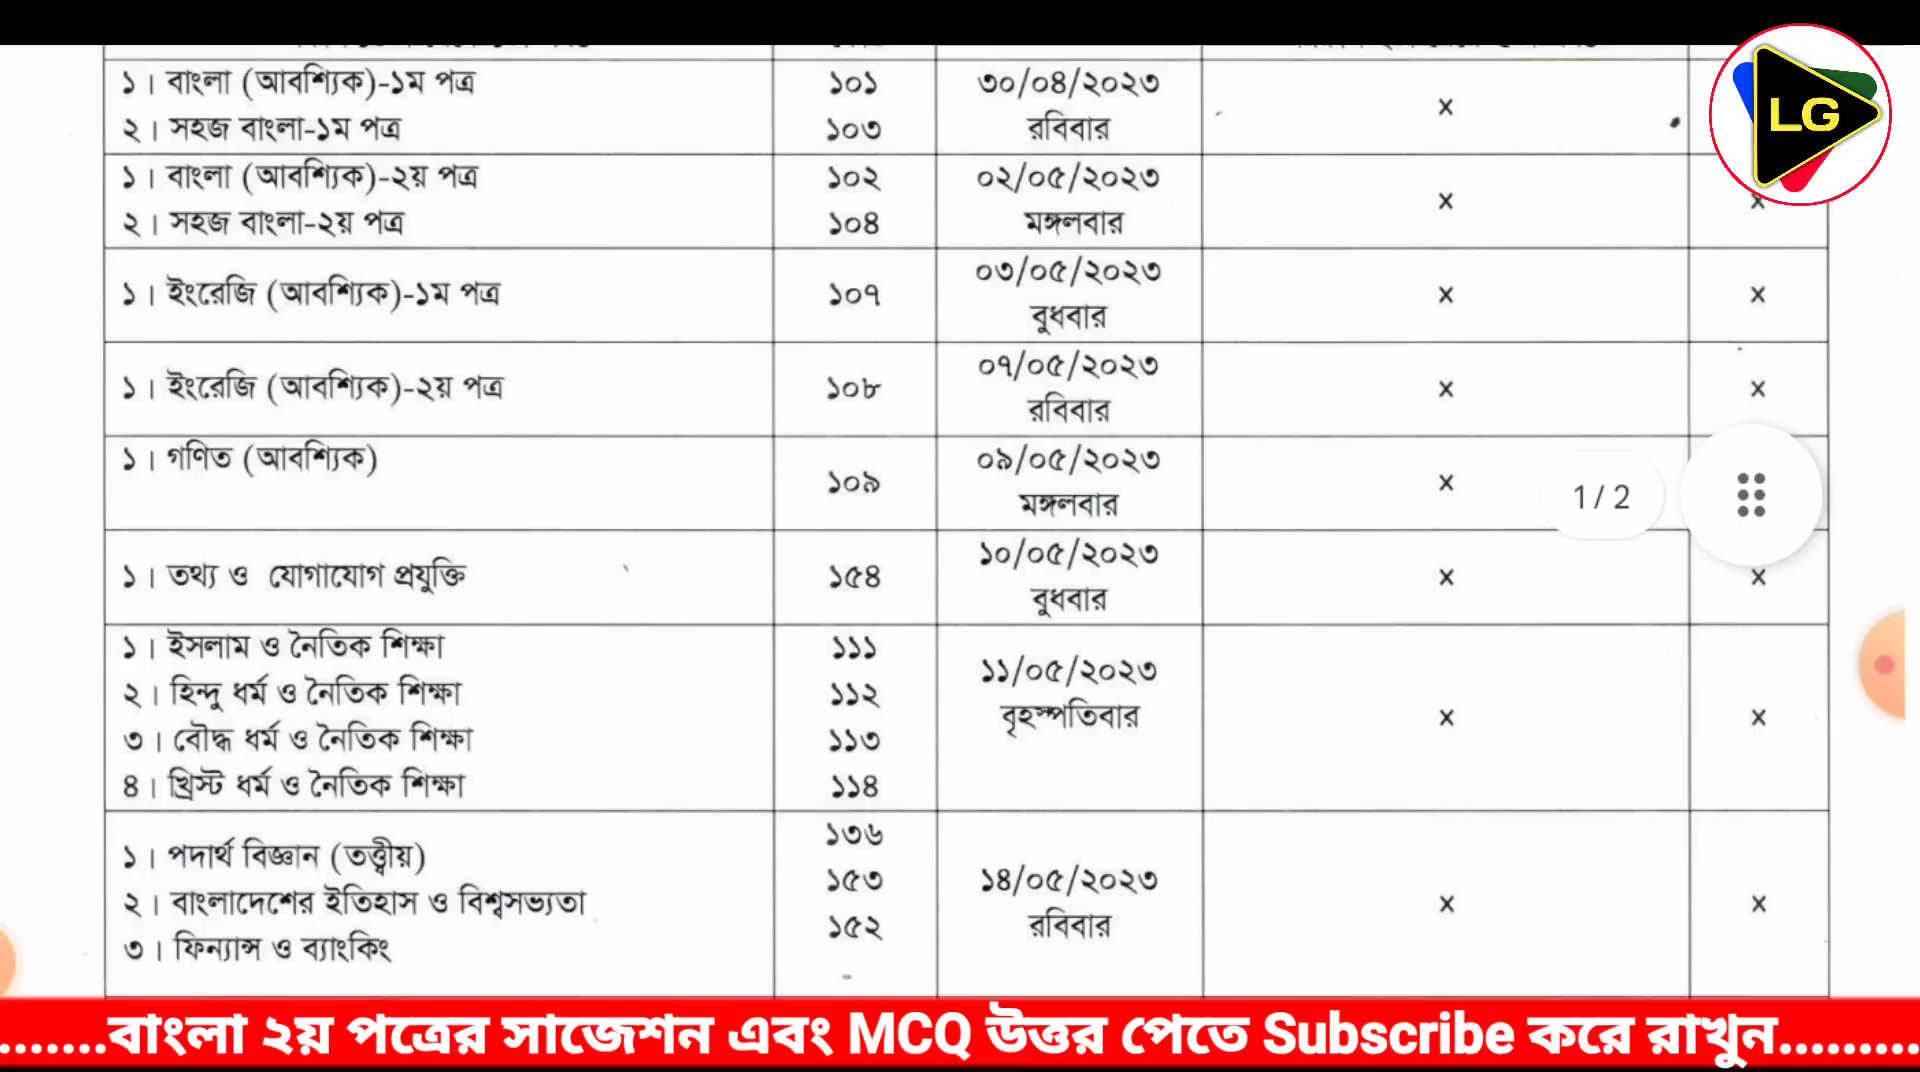 ১। বাংলা (আবশ্যিক)-১ম পত্র ১০১ ৩০/০৪/২০২৩ x
২। সহজ বাংলা-১ম পত্র ১০৩ রবিবার
LG
১। বাংলা (আবশ্যিক)-২য় পত্র ১০২ ০২/০৫/২০২৩ x x
২। সহজ বাংলা-২য় পত্র ১০৪ মঙ্গলবার
১। ইংরেজি (আবশ্যিক)-১ম পত্র ১০৭ ০৩/০৫/২০২৩ x x
বুধবার
১। ইংরেজি (আবশ্যিক)-২য় পত্র ১০৮ ০৭/০৫/২০২৩ x x
রবিবার
১। গণিত (আবশ্যিক) ১০৯ ০৯/০৫/২০২৩ x
মঙ্গলবার
1 / 2
১। তথ্য ও যোগাযোগ প্রযুক্তি ১৫৪ ১০/০৫/২০২৩ x x
বুধবার
১। ইসলাম ও নৈতিক শিক্ষা ১১১ ১১/০৫/২০২৩ x x
২। হিন্দু ধর্ম ও নৈতিক শিক্ষা ১১২ বৃহস্পতিবার
৩। বৌদ্ধ ধর্ম ও নৈতিক শিক্ষা ১১৩
৪। খ্রিস্ট ধর্ম ও নৈতিক শিক্ষা ১১৪
১। পদার্থ বিজ্ঞান (তত্ত্বীয়) ১৩৬ ১৪/০৫/২০২৩ x x
২। বাংলাদেশের ইতিহাস ও বিশ্বসভ্যতা ১৫৩ রবিবার
৩। ফিন্যান্স ও ব্যাংকিং ১৫২
.......বাংলা ২য় পত্রের সাজেশন এবং MCQ উত্তর পেতে Subscribe করে রাখুন.........